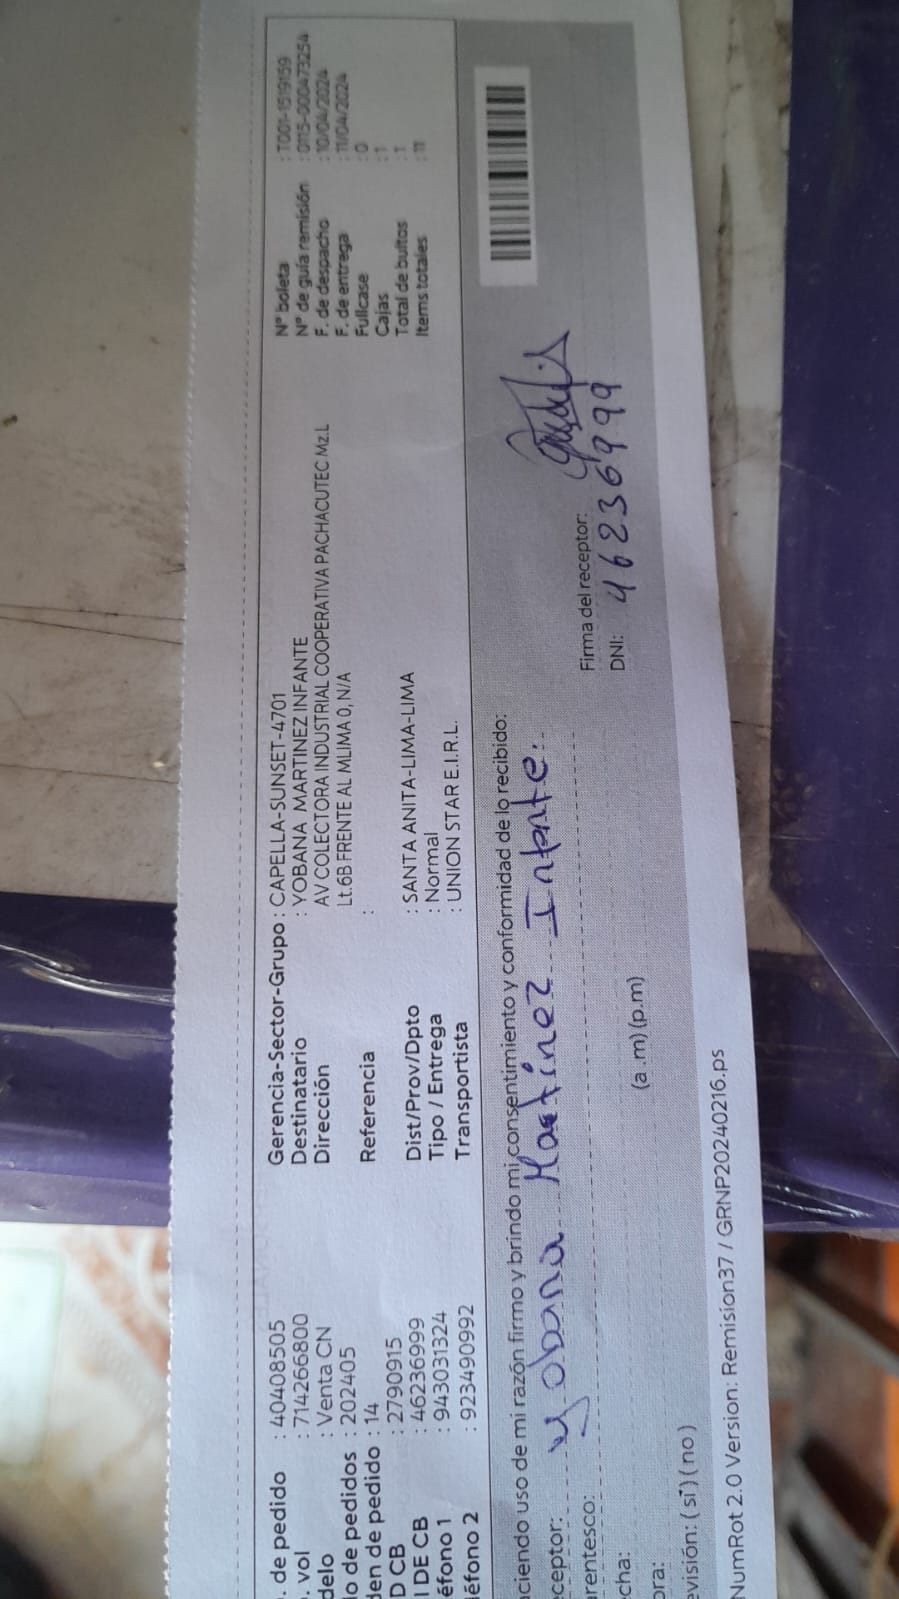 . de pedido : 40408505
. vol : 714266800
delo : Venta CN
lo de pedidos : 202405
den de pedido : 14
D CB : 2790915
I DE CB : 46236999
éfono 1 : 943031324
léfono 2 : 923490992
Gerencia-Sector-Grupo : CAPELLA-SUNSET-4701
Destinatario : YOBANA MARTINEZ INFANTE
Dirección AV COLECTORA INDUSTRIAL COOPERATIVA PACHACUTEC Mz.L
Lt.6B FRENTE AL MLIMA 0, N/A
Referencia :
Dist/Prov/Dpto : SANTA ANITA-LIMA-LIMA
Tipo / Entrega : Normal
Transportista : UNION STAR E.I.R.L.
N° boleta : T001-1519159
N° de guía remisión : 0115-000473254
F. de despacho : 10/04/2024
F. de entrega : 11/04/2024
Fullcase : 0
Cajas : 1
Total de bultos : 1
Items totales : 11
ciendo uso de mi razón firmo y brindo mi consentimiento y conformidad de lo recibido:
eceptor: Yobana Martínez Infante.
arentesco:
Firma del receptor:
DNI: 46236999
cha:
ora: (a.m) (p.m)
evisión: ( sí ) ( no )
NumRot 2.0 Version: Remision37 / GRNP20240216.ps